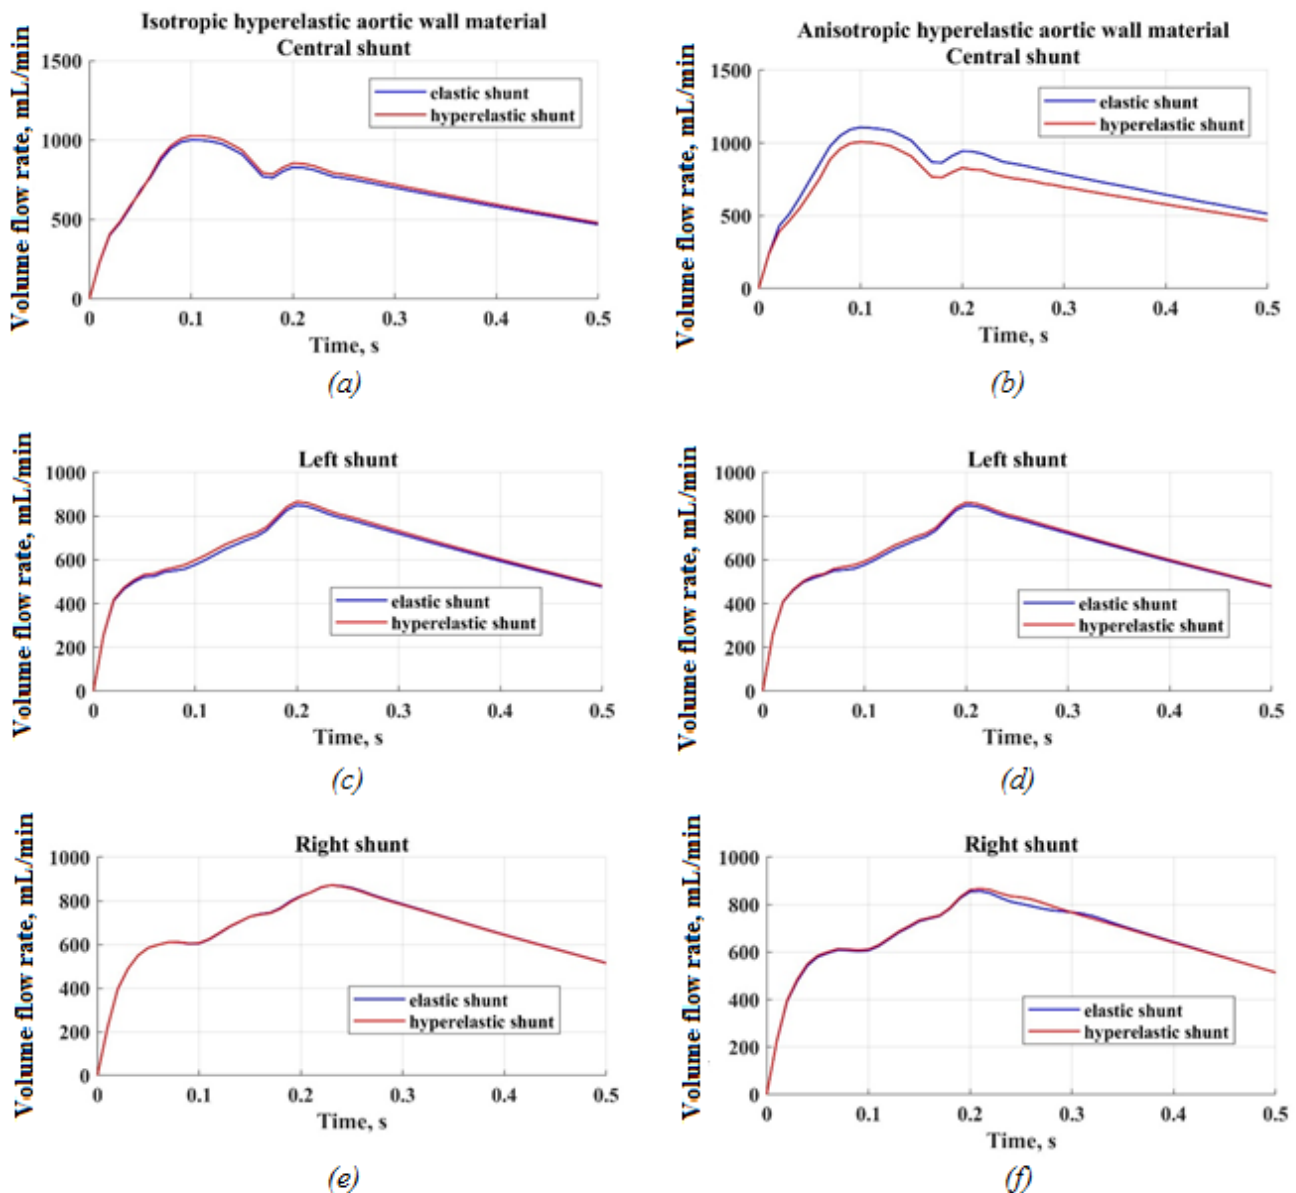 Isotropic hyperelastic aortic wall material
Central shunt
Volume flow rate, mL/min
1500
1000
500
0
elastic shunt
hyperelastic shunt
0 0.1 0.2 0.3 0.4 0.5
Time, s
(a)
Anisotropic hyperelastic aortic wall material
Central shunt
Volume flow rate, mL/min
1500
1000
500
0
elastic shunt
hyperelastic shunt
0 0.1 0.2 0.3 0.4 0.5
Time, s
(b)
Left shunt
Volume flow rate, mL/min
1000
800
600
400
200
0
elastic shunt
hyperelastic shunt
0 0.1 0.2 0.3 0.4 0.5
Time, s
(c)
Left shunt
Volume flow rate, mL/min
1000
800
600
400
200
0
elastic shunt
hyperelastic shunt
0 0.1 0.2 0.3 0.4 0.5
Time, s
(d)
Right shunt
Volume flow rate, mL/min
1000
800
600
400
200
0
elastic shunt
hyperelastic shunt
0 0.1 0.2 0.3 0.4 0.5
Time, s
(e)
Right shunt
Volume flow rate, mL/min
1000
800
600
400
200
0
elastic shunt
hyperelastic shunt
0 0.1 0.2 0.3 0.4 0.5
Time, s
(f)